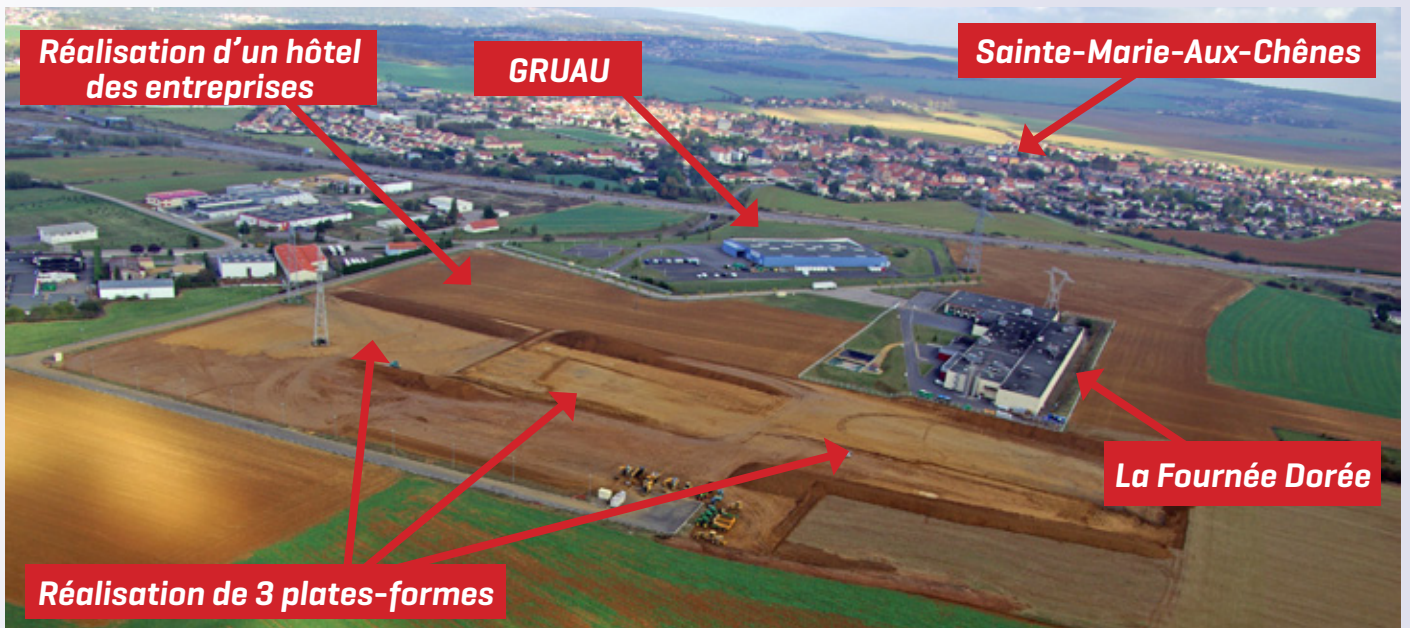 Réalisation d'un hôtel
des entreprises
GRUAU
Sainte-Marie-Aux-Chênes
La Fournée Dorée
Réalisation de 3 plates-formes